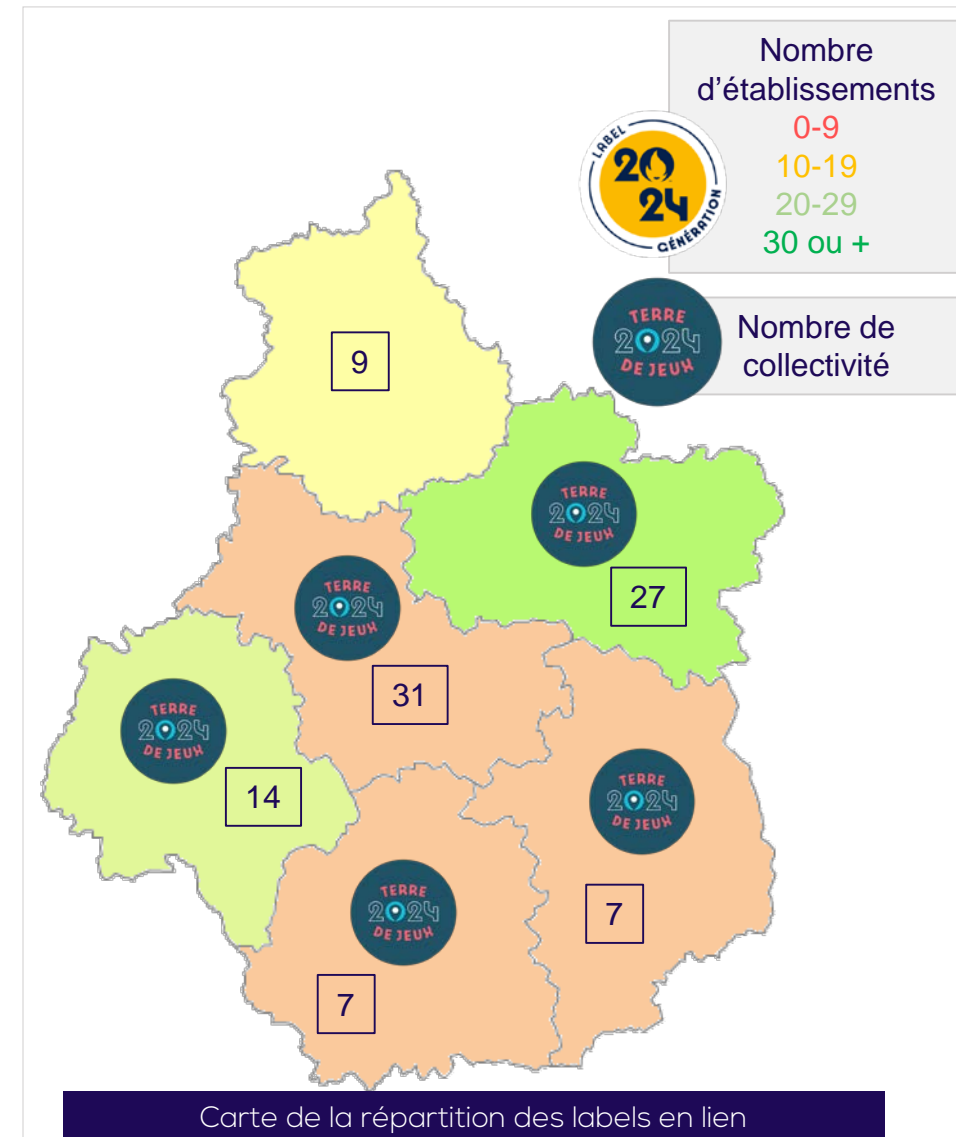 Nombre
d'établissements
0-9
10-19
20-29
30 ou +
LABEL
20
24
GÉNÉRATION
TERRE
2024
DE JEUX
Nombre de
collectivité
9
TERRE
2024
DE JEUX
27
TERRE
2024
DE JEUX
31
TERRE
2024
DE JEUX
14
TERRE
2024
DE JEUX
7
TERRE
2024
DE JEUX
7
Carte de la répartition des labels en lien